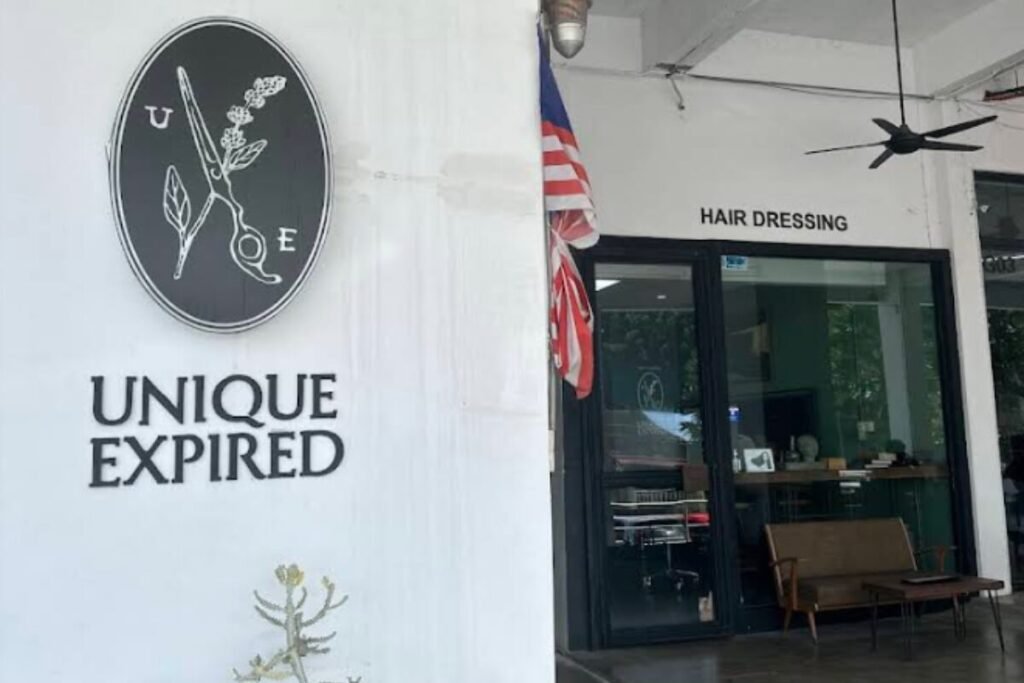 U
E
UNIQUE
EXPIRED
HAIR DRESSING